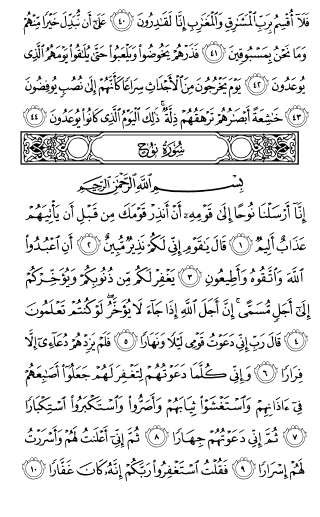 فَلَآ أُقۡسِمُ بِرَبِّ ٱلۡمَشَٰرِقِ وَٱلۡمَغَٰرِبِ إِنَّا لَقَٰدِرُونَ ٤٠ عَلَىٰٓ أَن نُّبَدِّلَ خَيۡرٗا مِّنۡهُمۡ
وَمَا نَحۡنُ بِمَسۡبُوقِينَ ٤١ فَذَرۡهُمۡ يَخُوضُواْ وَيَلۡعَبُواْ حَتَّىٰ يُلَٰقُواْ يَوۡمَهُمُ ٱلَّذِي
يُوعَدُونَ ٤٢ يَوۡمَ يَخۡرُجُونَ مِنَ ٱلۡأَجۡدَاثِ سِرَاعٗا كَأَنَّهُمۡ إِلَىٰ نُصُبٖ يُوفِضُونَ
٤٣ خَٰشِعَةً أَبۡصَٰرُهُمۡ تَرۡهَقُهُمۡ ذِلَّةٞۚ ذَٰلِكَ ٱلۡيَوۡمُ ٱلَّذِي كَانُواْ يُوعَدُونَ ٤٤
سُورَةُ نُوحٍ
بِسۡمِ ٱللَّهِ ٱلرَّحۡمَٰنِ ٱلرَّحِيمِ
إِنَّآ أَرۡسَلۡنَا نُوحًا إِلَىٰ قَوۡمِهِۦٓ أَنۡ أَنذِرۡ قَوۡمَكَ مِن قَبۡلِ أَن يَأۡتِيَهُمۡ
عَذَابٌ أَلِيمٞ ١ قَالَ يَٰقَوۡمِ إِنِّي لَكُمۡ نَذِيرٞ مُّبِينٌ ٢ أَنِ ٱعۡبُدُواْ
ٱللَّهَ وَٱتَّقُوهُ وَأَطِيعُونِ ٣ يَغۡفِرۡ لَكُم مِّن ذُنُوبِكُمۡ وَيُؤَخِّرۡكُمۡ
إِلَىٰٓ أَجَلٖ مُّسَمًّىۚ إِنَّ أَجَلَ ٱللَّهِ إِذَا جَآءَ لَا يُؤَخَّرُۚ لَوۡ كُنتُمۡ تَعۡلَمُونَ
٤ قَالَ رَبِّ إِنِّي دَعَوۡتُ قَوۡمِي لَيۡلٗا وَنَهَارٗا ٥ فَلَمۡ يَزِدۡهُمۡ دُعَآءِيٓ إِلَّا
فِرَارٗا ٦ وَإِنِّي كُلَّمَا دَعَوۡتُهُمۡ لِتَغۡفِرَ لَهُمۡ جَعَلُوٓاْ أَصَٰبِعَهُمۡ
فِيٓ ءَاذَانِهِمۡ وَٱسۡتَغۡشَوۡاْ ثِيَابَهُمۡ وَأَصَرُّواْ وَٱسۡتَكۡبَرُواْ ٱسۡتِكۡبَارٗا
٧ ثُمَّ إِنِّي دَعَوۡتُهُمۡ جِهَارٗا ٨ ثُمَّ إِنِّيٓ أَعۡلَنتُ لَهُمۡ وَأَسۡرَرۡتُ
لَهُمۡ إِسۡرَارٗا ٩ فَقُلۡتُ ٱسۡتَغۡفِرُواْ رَبَّكُمۡ إِنَّهُۥ كَانَ غَفَّارٗا ١٠